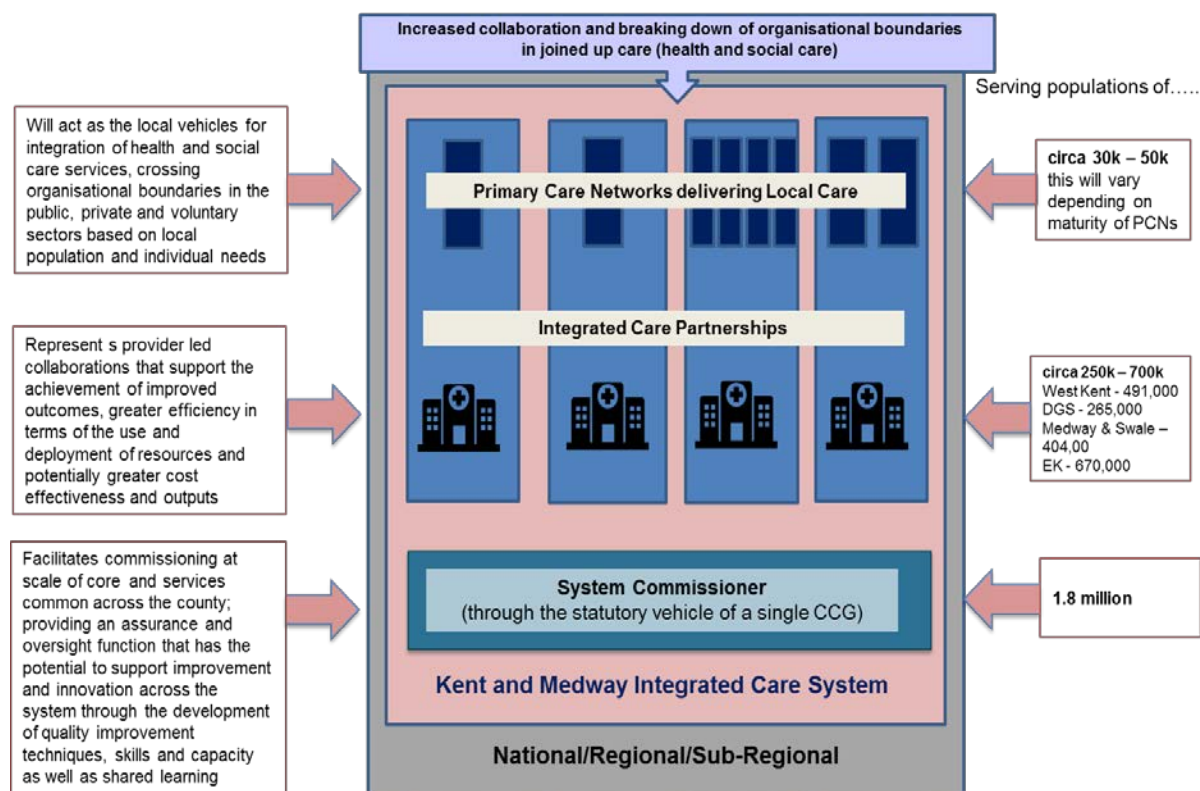 Increased collaboration and breaking down of organisational boundaries
in joined up care (health and social care)
Serving populations of…..
Will act as the local vehicles for
integration of health and social
care services, crossing
organisational boundaries in the
public, private and voluntary
sectors based on local
population and individual needs
Primary Care Networks delivering Local Care
circa 30k – 50k
this will vary
depending on
maturity of PCNs
Represent s provider led
collaborations that support the
achievement of improved
outcomes, greater efficiency in
terms of the use and
deployment of resources and
potentially greater cost
effectiveness and outputs
Integrated Care Partnerships
circa 250k – 700k
West Kent - 491,000
DGS - 265,000
Medway & Swale –
404,00
EK - 670,000
Facilitates commissioning at
scale of core and services
common across the county;
providing an assurance and
oversight function that has the
potential to support improvement
and innovation across the
system through the development
of quality improvement
techniques, skills and capacity
as well as shared learning
System Commissioner
(through the statutory vehicle of a single CCG)
1.8 million
Kent and Medway Integrated Care System
National/Regional/Sub-Regional